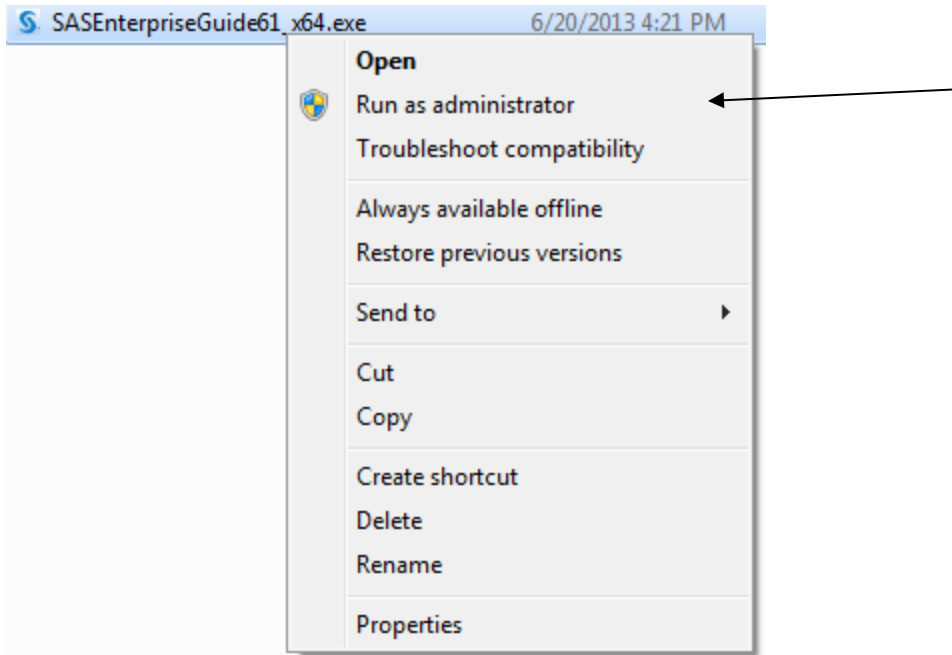 SASEnterpriseGuide61_x64.exe 6/20/2013 4:21 PM
Open
Run as administrator
Troubleshoot compatibility
Always available offline
Restore previous versions
Send to
Cut
Copy
Create shortcut
Delete
Rename
Properties